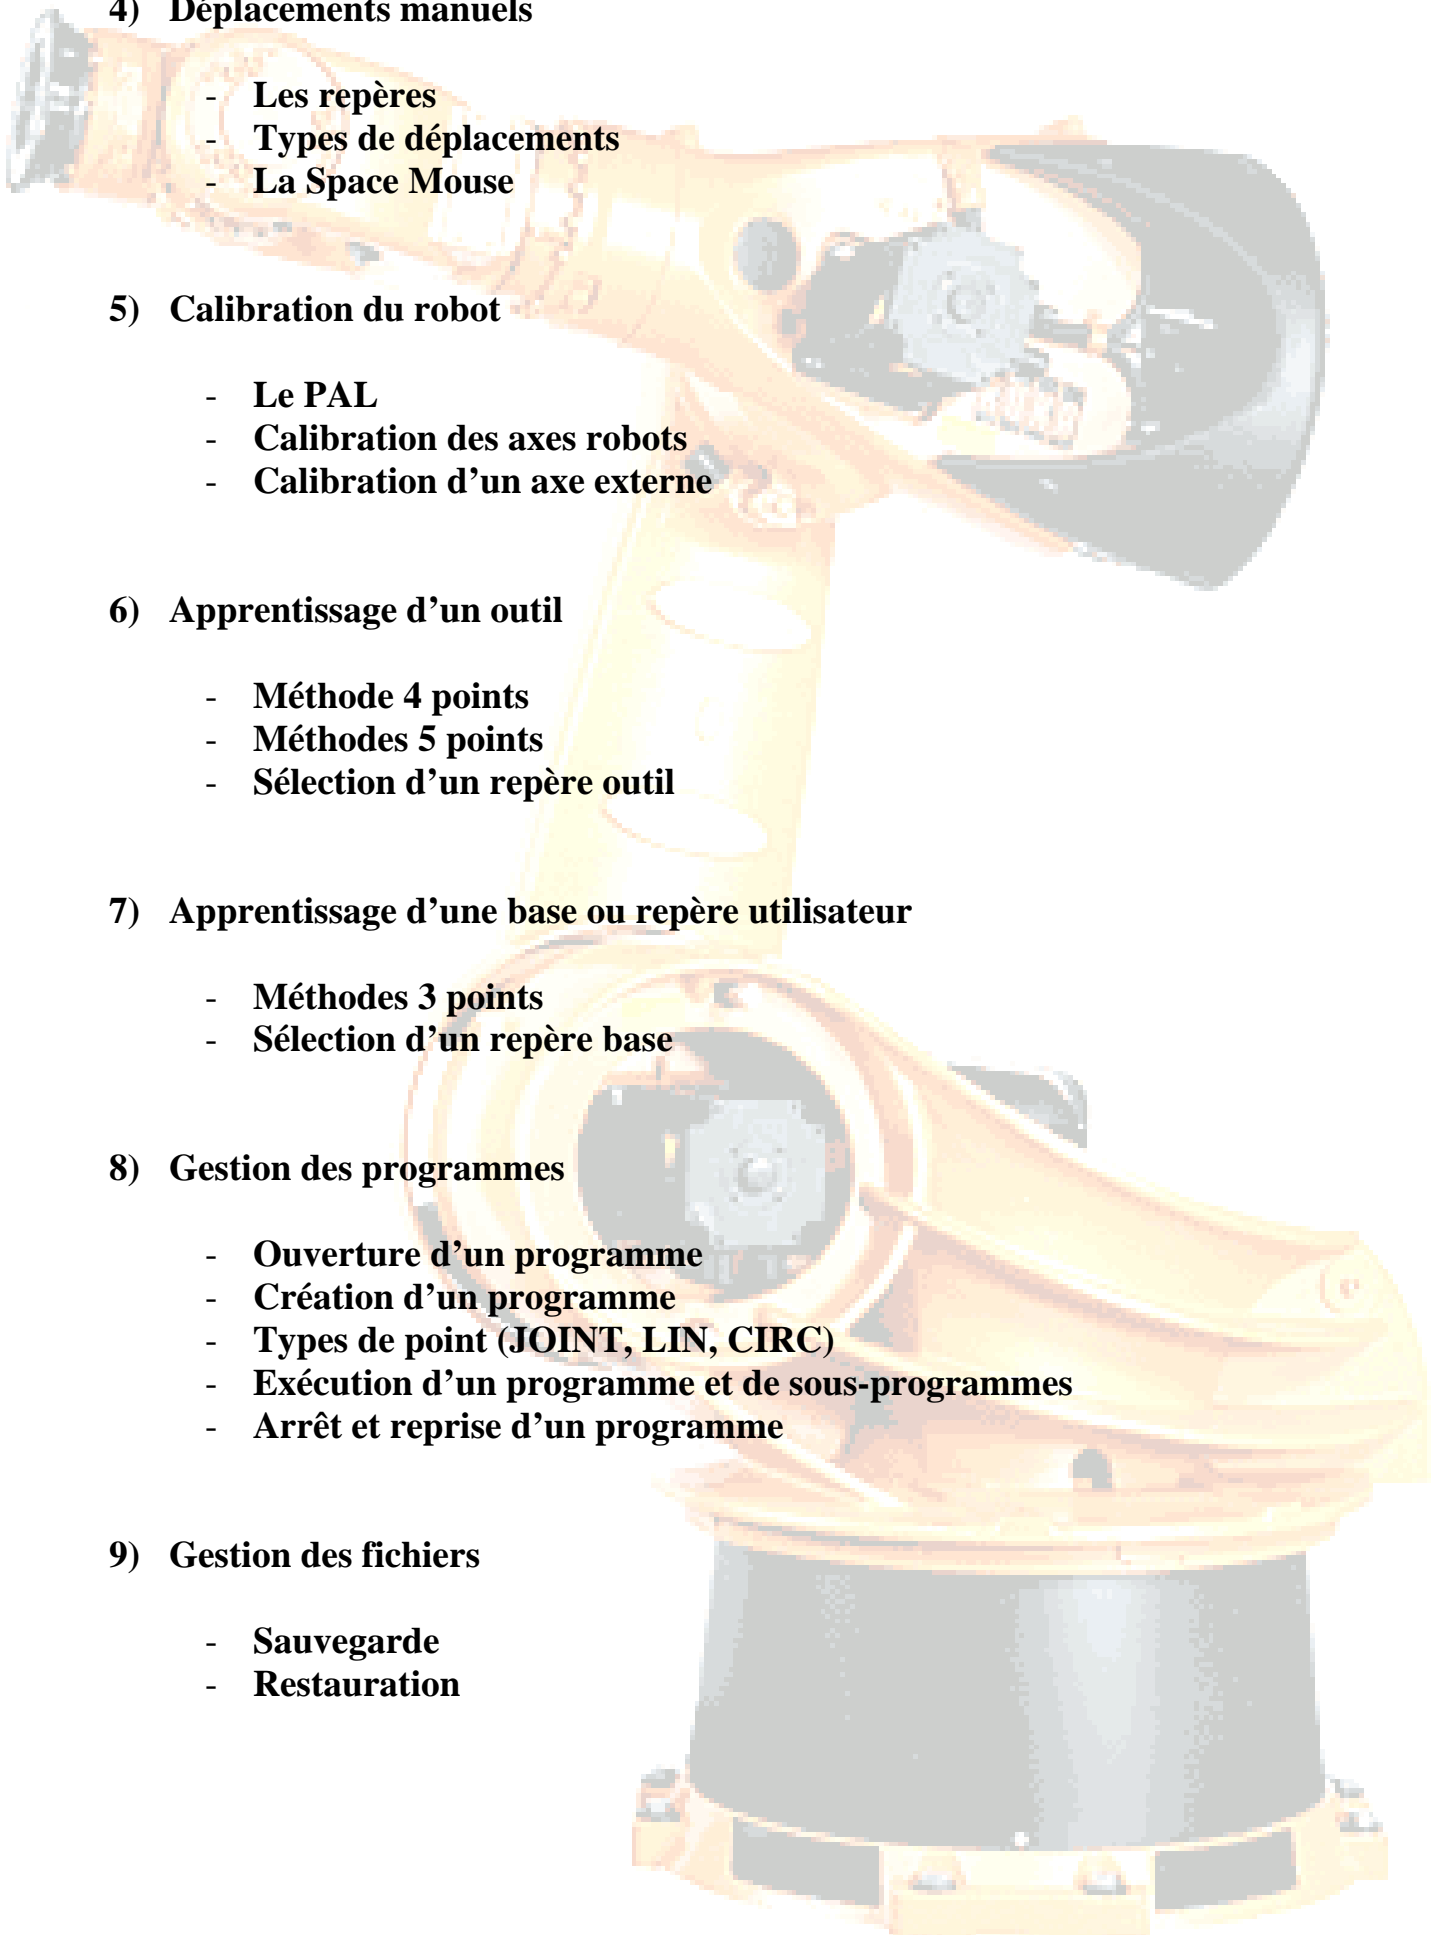 4) Déplacements manuels
- Les repères
- Types de déplacements
- La Space Mouse
5) Calibration du robot
- Le PAL
- Calibration des axes robots
- Calibration d’un axe externe
6) Apprentissage d’un outil
- Méthode 4 points
- Méthodes 5 points
- Sélection d’un repère outil
7) Apprentissage d’une base ou repère utilisateur
- Méthodes 3 points
- Sélection d’un repère base
8) Gestion des programmes
- Ouverture d’un programme
- Création d’un programme
- Types de point (JOINT, LIN, CIRC)
- Exécution d’un programme et de sous-programmes
- Arrêt et reprise d’un programme
9) Gestion des fichiers
- Sauvegarde
- Restauration